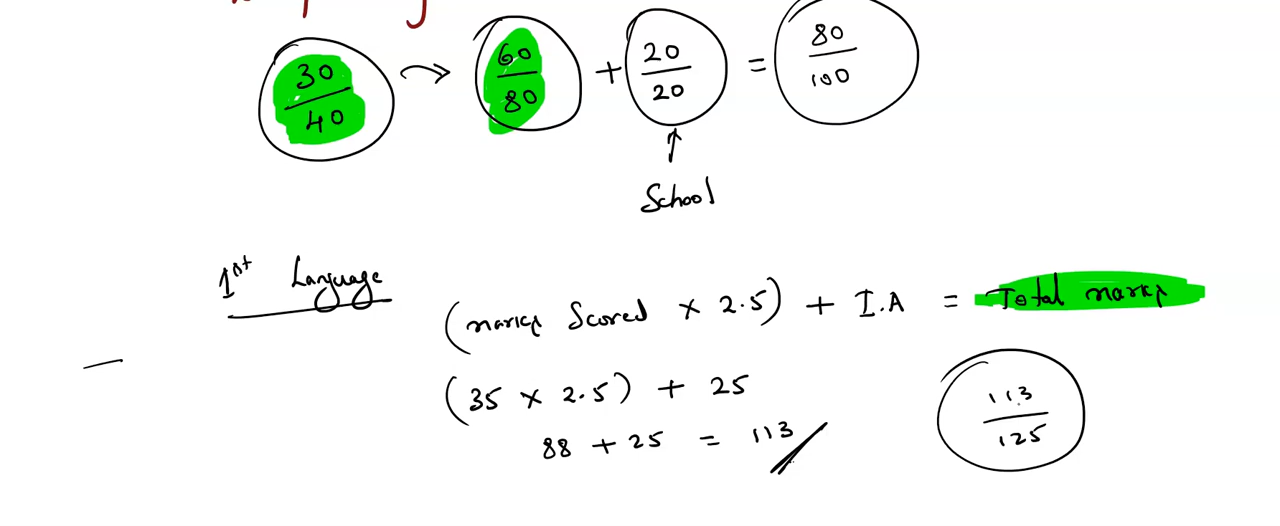 30/40 → 60/80 + 20/20 = 80/100
↑
School
1st Language
(Marks Scored × 2.5) + I.A = Total Marks
(35 × 2.5) + 25
88 + 25 = 113
113/125